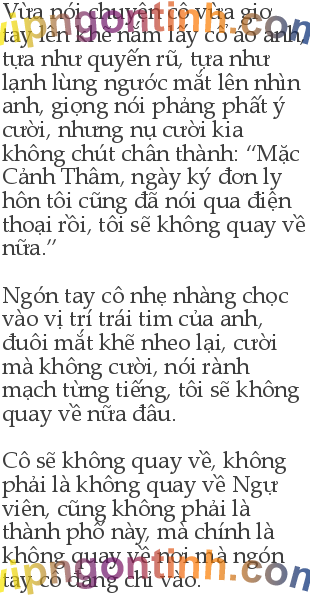 Vừa nói chuyện cô vừa giơ
tay lên khẽ nắm lấy cổ áo anh,
tựa như quyến rũ, tựa như
lạnh lùng ngước mắt lên nhìn
anh, giọng nói phảng phất ý
cười, nhưng nụ cười kia
không chút chân thành: “Mặc
Cảnh Thâm, ngày ký đơn ly
hôn tôi cũng đã nói qua điện
thoại rồi, tôi sẽ không quay về
nữa.”
Ngón tay cô nhẹ nhàng chọc
vào vị trí trái tim của anh,
đuôi mắt khẽ nheo lại, cười
mà không cười, nói rành
mạch từng tiếng, tôi sẽ không
quay về nữa đâu.
Cô sẽ không quay về, không
phải là không quay về Ngự
viên, cũng không phải là
thành phố này, mà chính là
không quay về nơi mà ngón
tay cô đang chỉ vào.
vipngontinh.com
vipngontinh.com